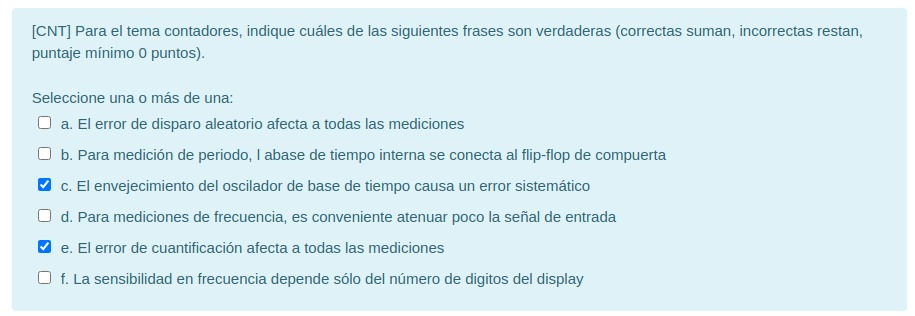 [CNT] Para el tema contadores, indique cuáles de las siguientes frases son verdaderas (correctas suman, incorrectas restan,
puntaje mínimo 0 puntos).
Seleccione una o más de una:
a. El error de disparo aleatorio afecta a todas las mediciones
b. Para medición de periodo, l abase de tiempo interna se conecta al flip-flop de compuerta
c. El envejecimiento del oscilador de base de tiempo causa un error sistemático
d. Para mediciones de frecuencia, es conveniente atenuar poco la señal de entrada
e. El error de cuantificación afecta a todas las mediciones
f. La sensibilidad en frecuencia depende sólo del número de digitos del display